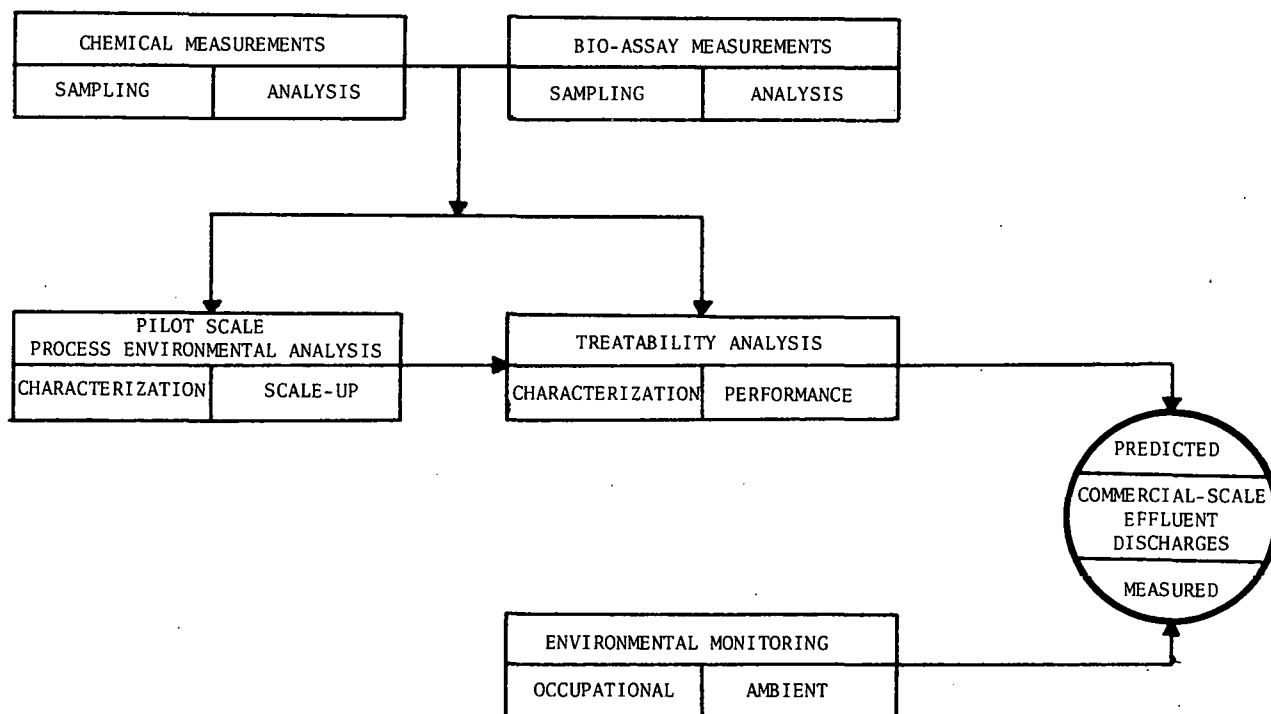 CHEMICAL MEASUREMENTS
SAMPLING
ANALYSIS
BIO-ASSAY MEASUREMENTS
SAMPLING
ANALYSIS
PILOT SCALE
PROCESS ENVIRONMENTAL ANALYSIS
CHARACTERIZATION
SCALE-UP
TREATABILITY ANALYSIS
CHARACTERIZATION
PERFORMANCE
PREDICTED
COMMERCIAL-SCALE
EFFLUENT
DISCHARGES
MEASURED
ENVIRONMENTAL MONITORING
OCCUPATIONAL
AMBIENT